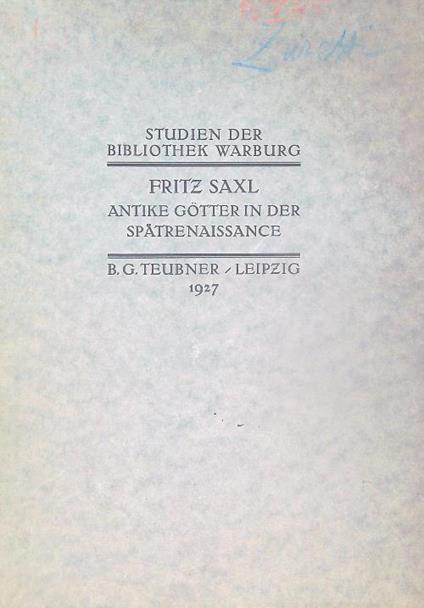 STUDIEN DER
BIBLIOTHEK WARBURG
FRITZ SAXL
ANTIKE GÖTTER IN DER
SPÄTRENAISSANCE
B. G. TEUBNER / LEIPZIG
1927